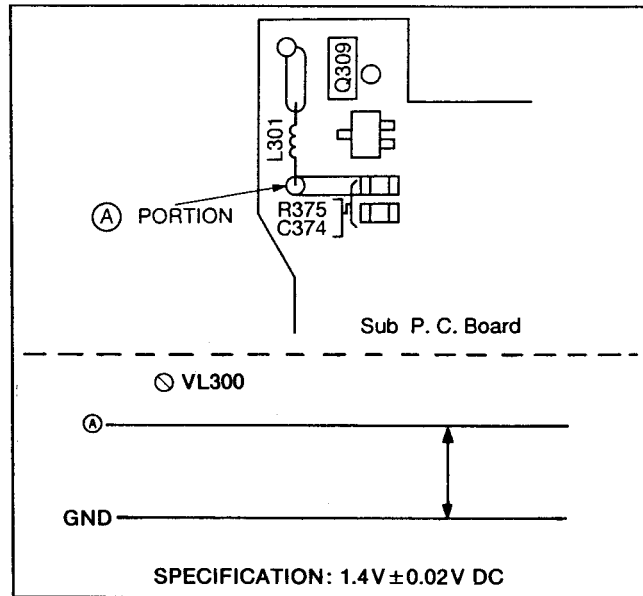 Q309
L301
Ⓐ PORTION
R375
C374
Sub P. C. Board
VL300
Ⓐ
GND
SPECIFICATION: 1.4V±0.02V DC